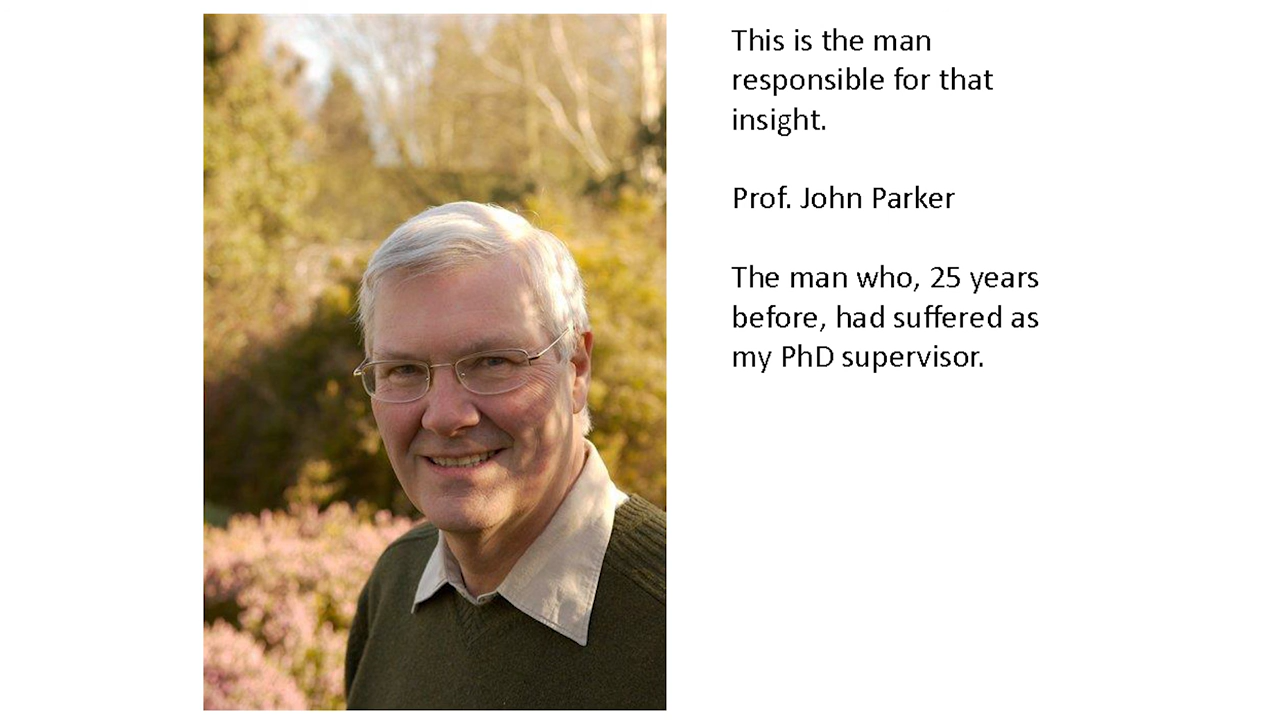 This is the man
responsible for that
insight.
Prof. John Parker
The man who, 25 years
before, had suffered as
my PhD supervisor.